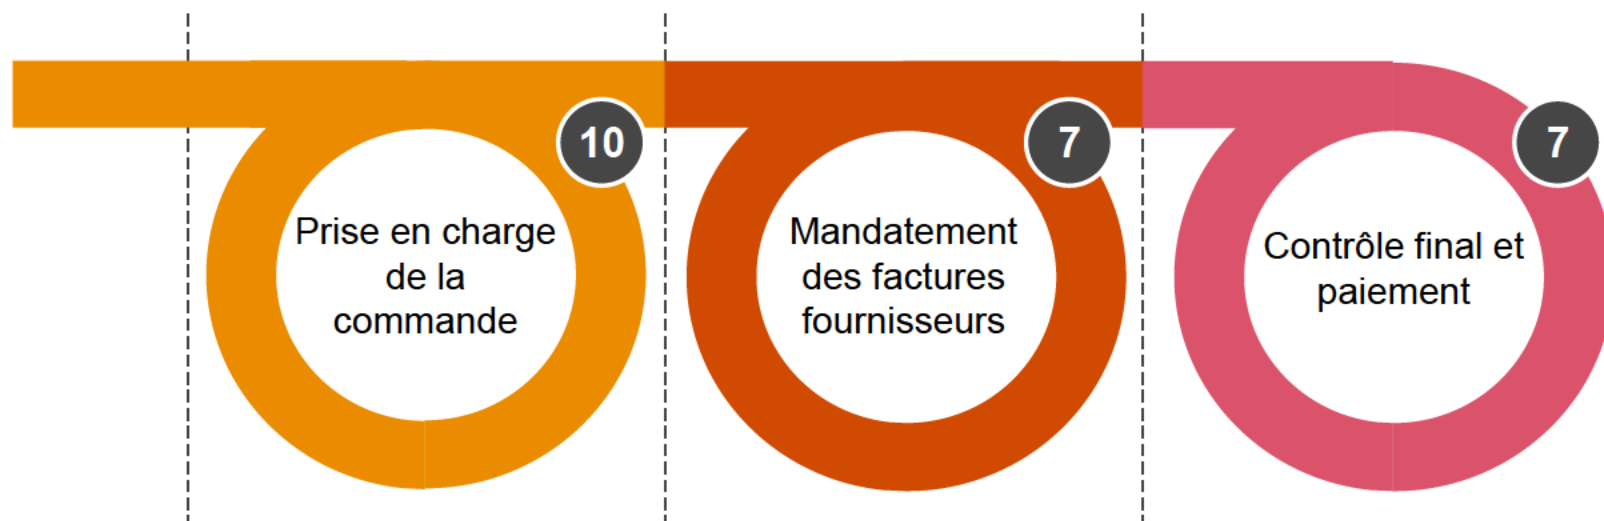 10
Prise en charge
de la
commande
7
Mandatement
des factures
fournisseurs
7
Contrôle final et
paiement